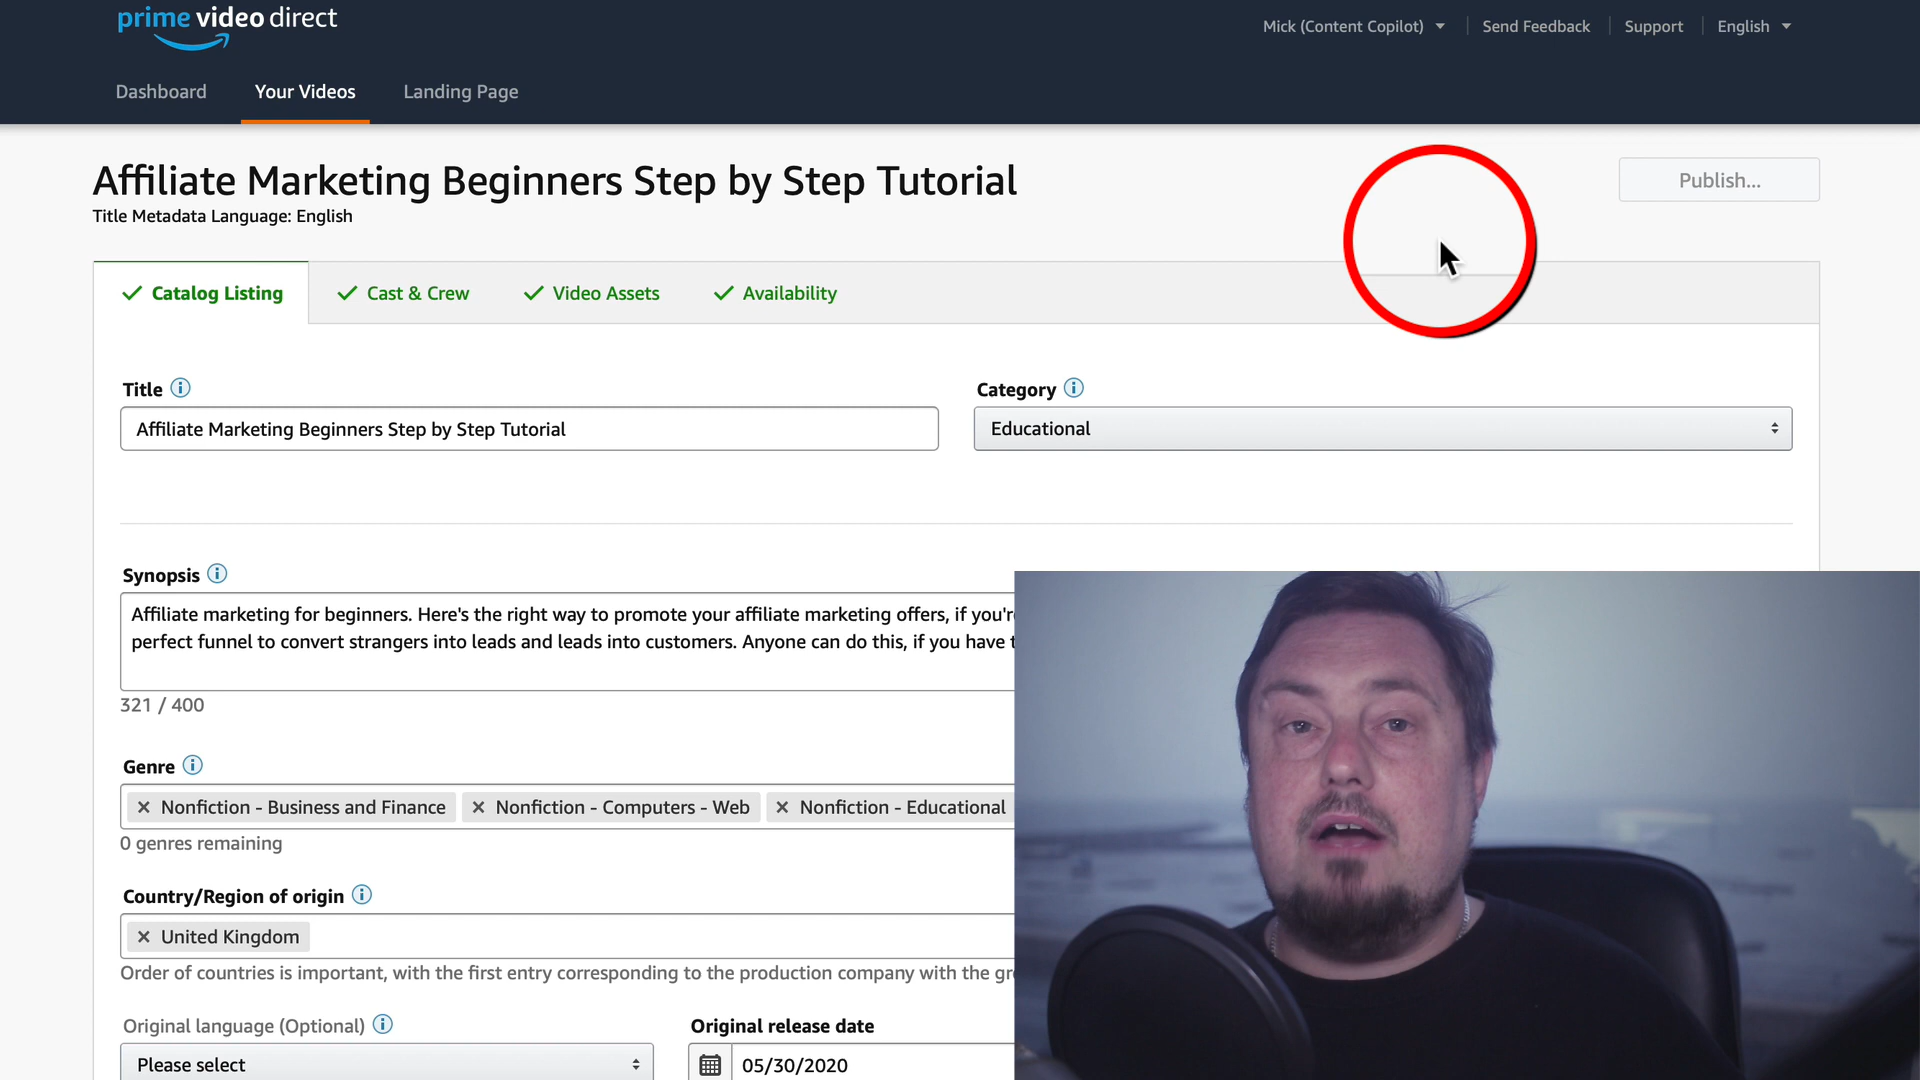 prime video direct
Mick (Content Copilot)
Send Feedback
Support
English
Dashboard
Your Videos
Landing Page
Affiliate Marketing Beginners Step by Step Tutorial
Publish...
Title Metadata Language: English
Catalog Listing
Cast & Crew
Video Assets
Availability
Title
Category
Affiliate Marketing Beginners Step by Step Tutorial
Educational
Synopsis
Affiliate marketing for beginners. Here's the right way to promote your affiliate marketing offers, if you'r
perfect funnel to convert strangers into leads and leads into customers. Anyone can do this, if you have t
321 / 400
Genre
Nonfiction - Business and Finance
Nonfiction - Computers - Web
Nonfiction - Educational
0 genres remaining
Country/Region of origin
United Kingdom
Order of countries is important, with the first entry corresponding to the production company with the gr
Original language (Optional)
Original release date
Please select
05/30/2020